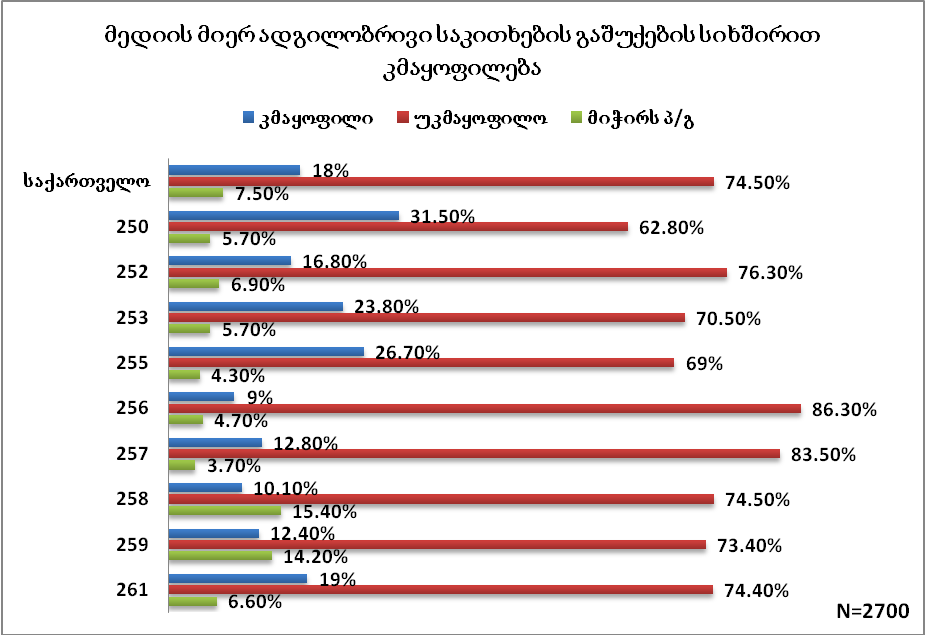 მედიის მიერ ადგილობრივი საკითხების გაშუქების სიხშირით
კმაყოფილება
კმაყოფილი უკმაყოფილო მიჭირს პ/გ
საქართველო 18% 74.50% 7.50%
250 31.50% 62.80% 5.70%
252 16.80% 76.30% 6.90%
253 23.80% 70.50% 5.70%
255 26.70% 69% 4.30%
256 9% 86.30% 4.70%
257 12.80% 83.50% 3.70%
258 10.10% 74.50% 15.40%
259 12.40% 73.40% 14.20%
261 19% 74.40% 6.60%
N=2700